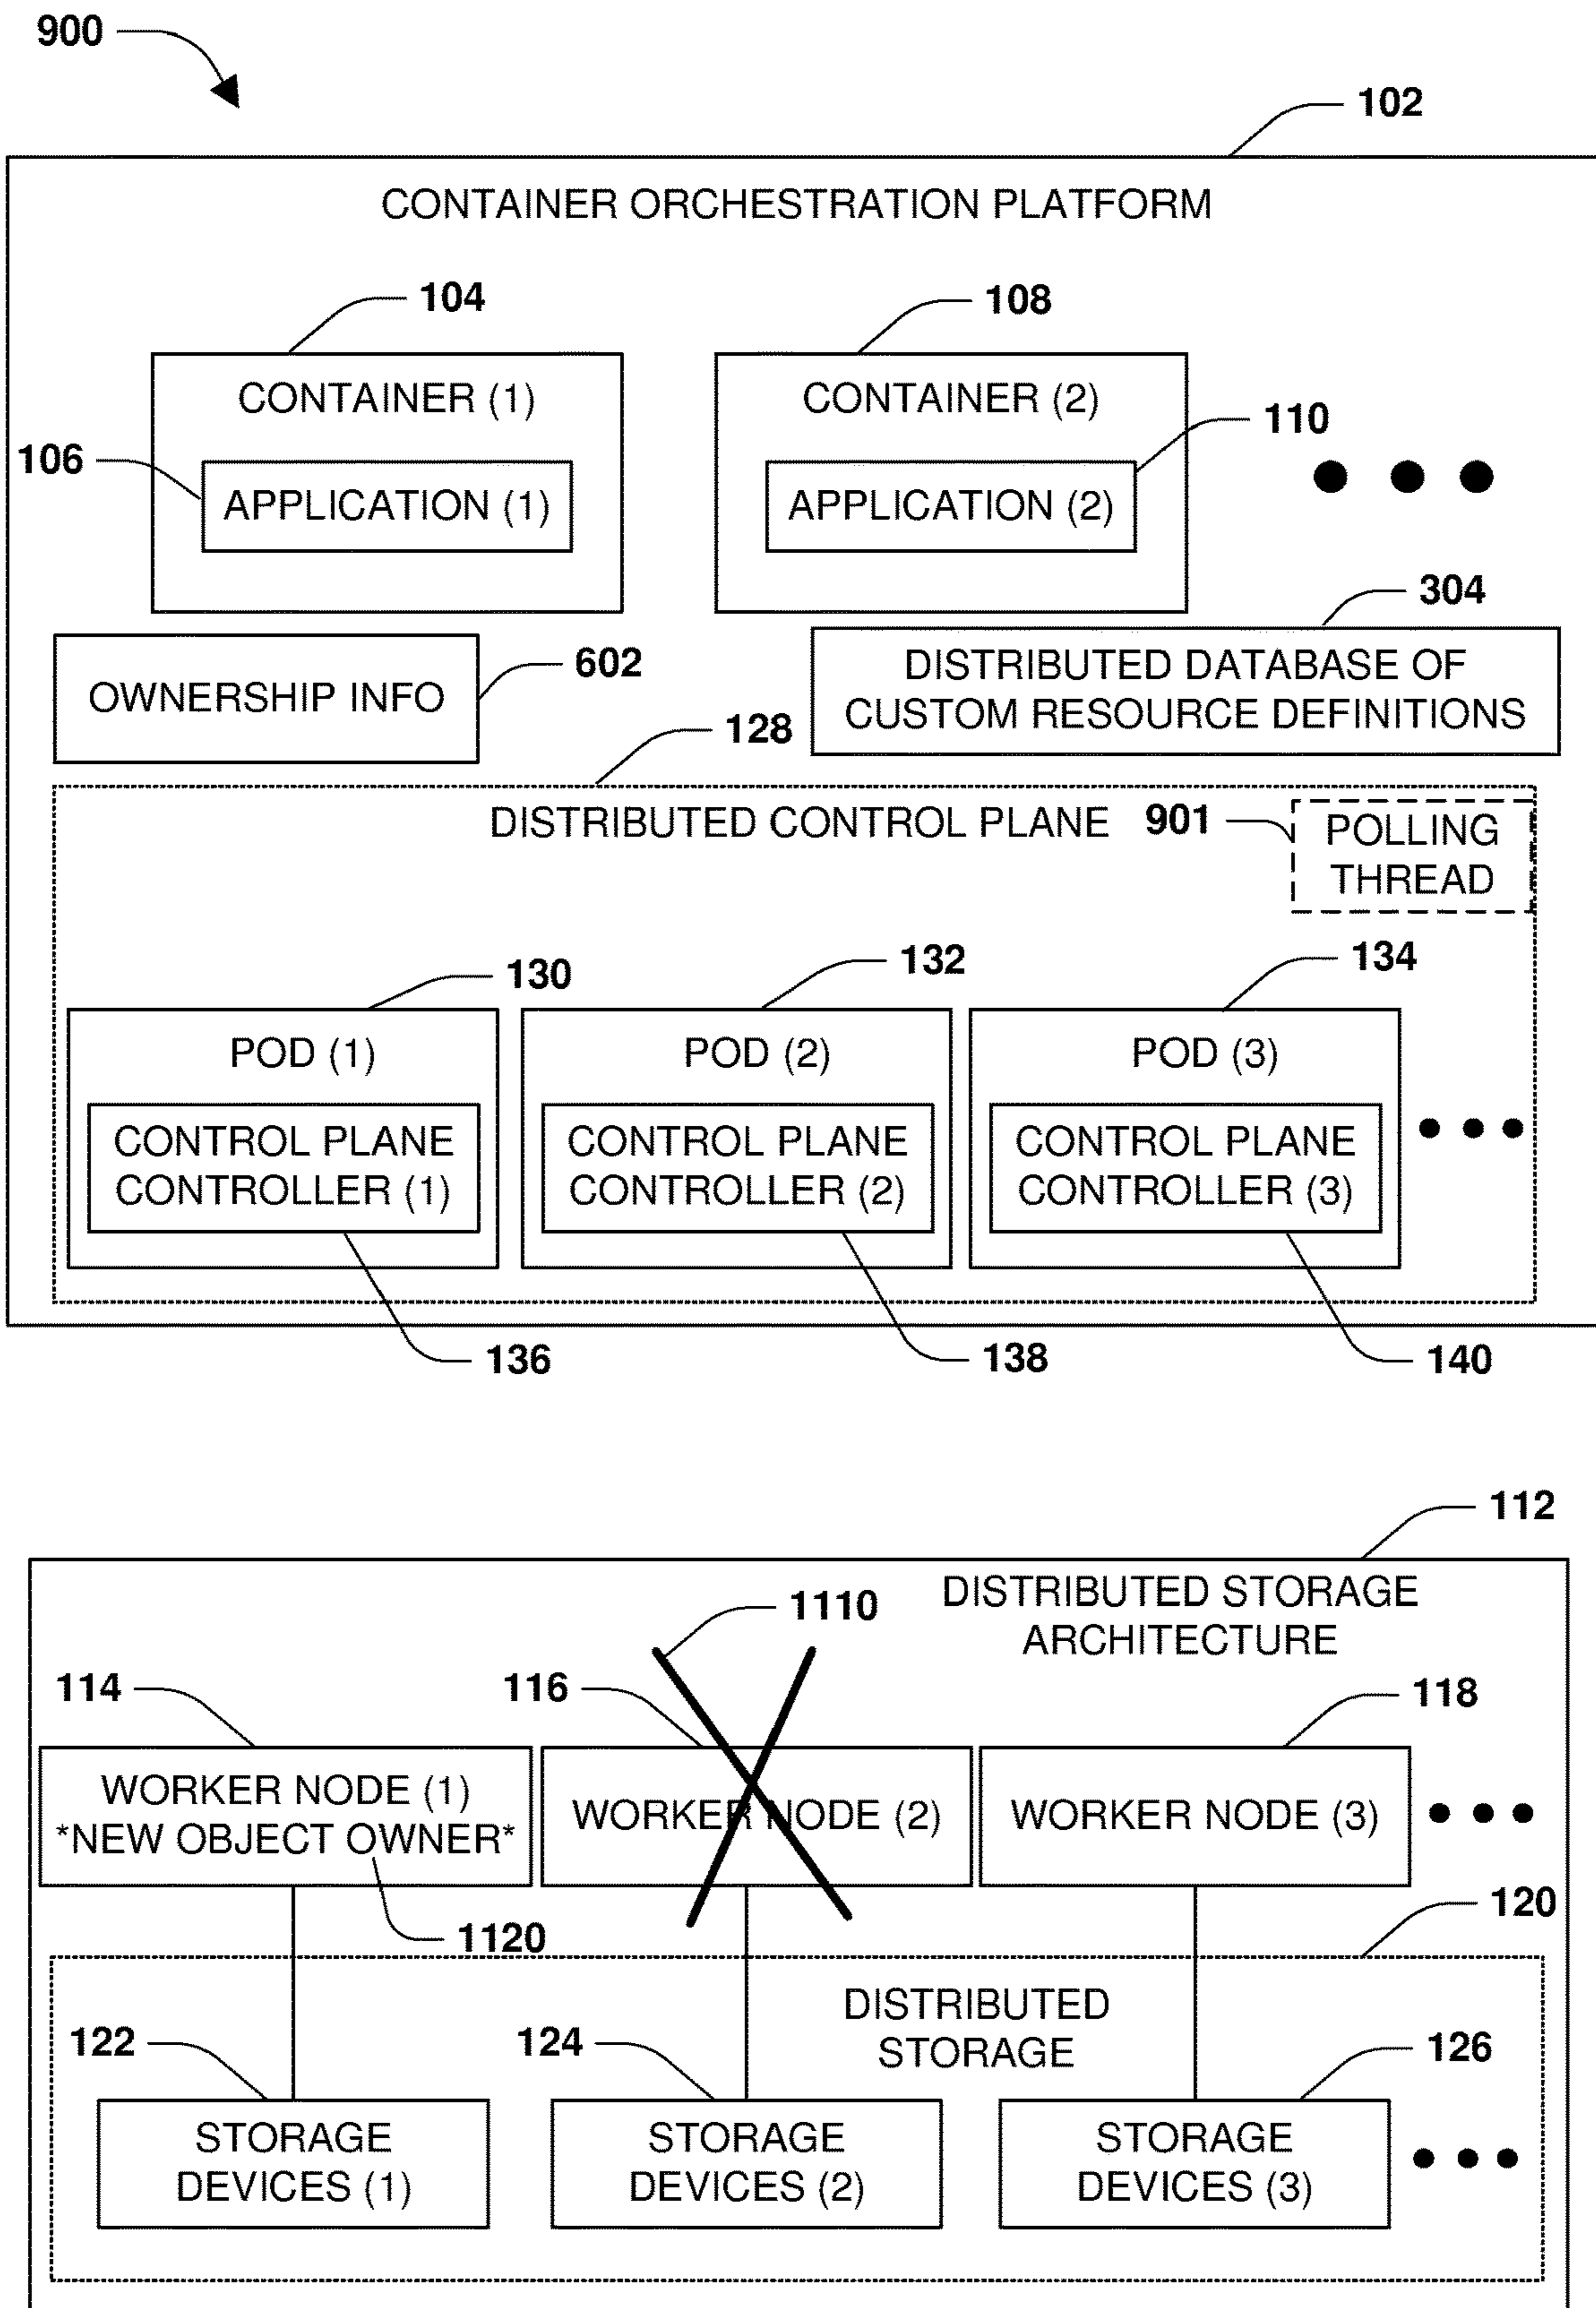 900
102
CONTAINER ORCHESTRATION PLATFORM
104
108
CONTAINER (1)
CONTAINER (2)
110
106
APPLICATION (1)
APPLICATION (2)
304
602
OWNERSHIP INFO
DISTRIBUTED DATABASE OF
CUSTOM RESOURCE DEFINITIONS
128
DISTRIBUTED CONTROL PLANE
901
POLLING
THREAD
130
132
134
POD (1)
POD (2)
POD (3)
CONTROL PLANE
CONTROLLER (1)
CONTROL PLANE
CONTROLLER (2)
CONTROL PLANE
CONTROLLER (3)
136
138
140
112
DISTRIBUTED STORAGE
ARCHITECTURE
1110
114
116
118
WORKER NODE (1)
*NEW OBJECT OWNER*
WORKER NODE (2)
WORKER NODE (3)
1120
120
DISTRIBUTED
STORAGE
122
124
126
STORAGE
DEVICES (1)
STORAGE
DEVICES (2)
STORAGE
DEVICES (3)